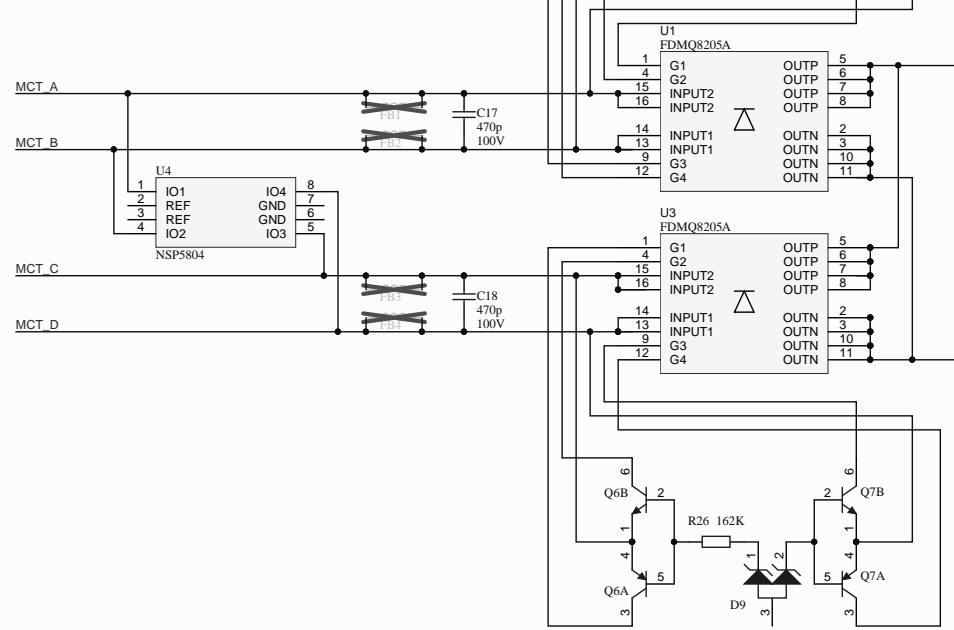 U1
FDMQ8205A
1 G1 OUTP 5
4 G2 OUTP 6
MCT_A 15 INPUT2 OUTP 7
16 INPUT2 OUTP 8
FB1 C17
470p
100V
14 INPUT1 OUTN 2
FB2
MCT_B 13 INPUT1 OUTN 3
9 G3 OUTN 10
12 G4 OUTN 11
U4
1 IO1 IO4 8
2 REF GND 7
3 REF GND 6
4 IO2 IO3 5
NSP5804
U3
FDMQ8205A
1 G1 OUTP 5
4 G2 OUTP 6
MCT_C 15 INPUT2 OUTP 7
16 INPUT2 OUTP 8
FB3 C18
470p
100V
14 INPUT1 OUTN 2
FB4
MCT_D 13 INPUT1 OUTN 3
9 G3 OUTN 10
12 G4 OUTN 11
6 6
Q6B 2 2 Q7B
R26 162K
1 1
4 1 2 4
Q6A 5 5 Q7A
D9
3 3 3